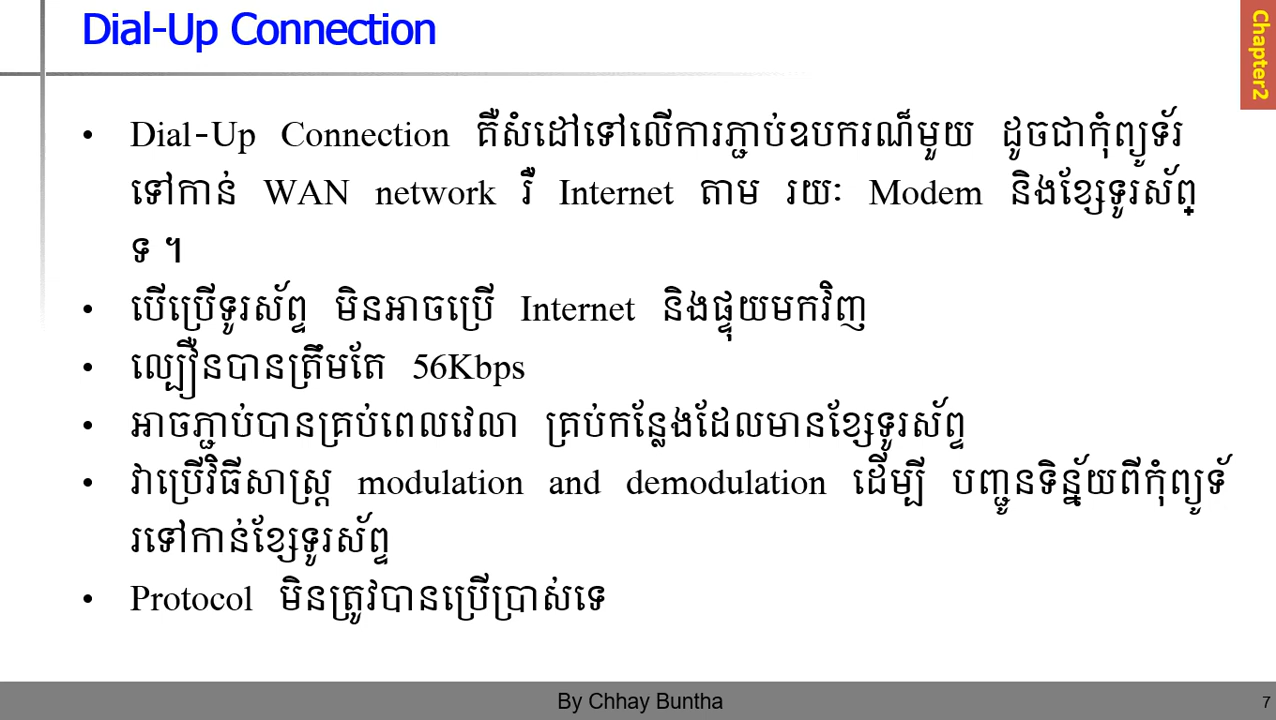 Dial-Up Connection
Chapter2
• Dial-Up Connection គឺសំដៅទៅលើការភ្ជាប់ឧបករណ៏មួយ ដូចជាកុំព្យូទ័រ
ទៅកាន់ WAN network រឺ Internet តាម រយៈ Modem និងខ្សែទូរស័ព្
ទ ។
• បើប្រើទូរស័ព្ទ មិនអាចប្រើ Internet និងផ្ទុយមកវិញ
• ល្បឿនបានត្រឹមតែ 56Kbps
• អាចភ្ជាប់បានគ្រប់ពេលវេលា គ្រប់កន្លែងដែលមានខ្សែទូរស័ព្ទ
• វាប្រើវិធីសាស្ត្រ modulation and demodulation ដើម្បី បញ្ជូនទិន្ន័យពីកុំព្យូទ័
រទៅកាន់ខ្សែទូរស័ព្ទ
• Protocol មិនត្រូវបានប្រើប្រាស់ទេ
By Chhay Buntha
7